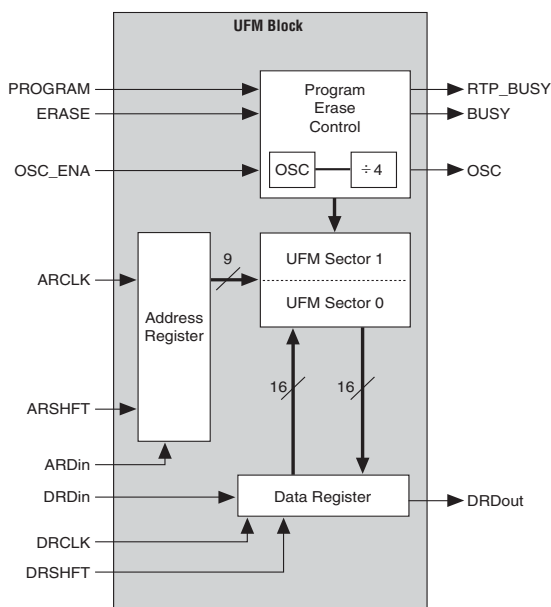 UFM Block
PROGRAM
ERASE
OSC_ENA
Program
Erase
Control
OSC
÷4
RTP_BUSY
BUSY
OSC
ARCLK
ARSHFT
ARDin
Address
Register
9
UFM Sector 1
UFM Sector 0
16
16
DRDin
DRCLK
DRSHFT
Data Register
DRDout